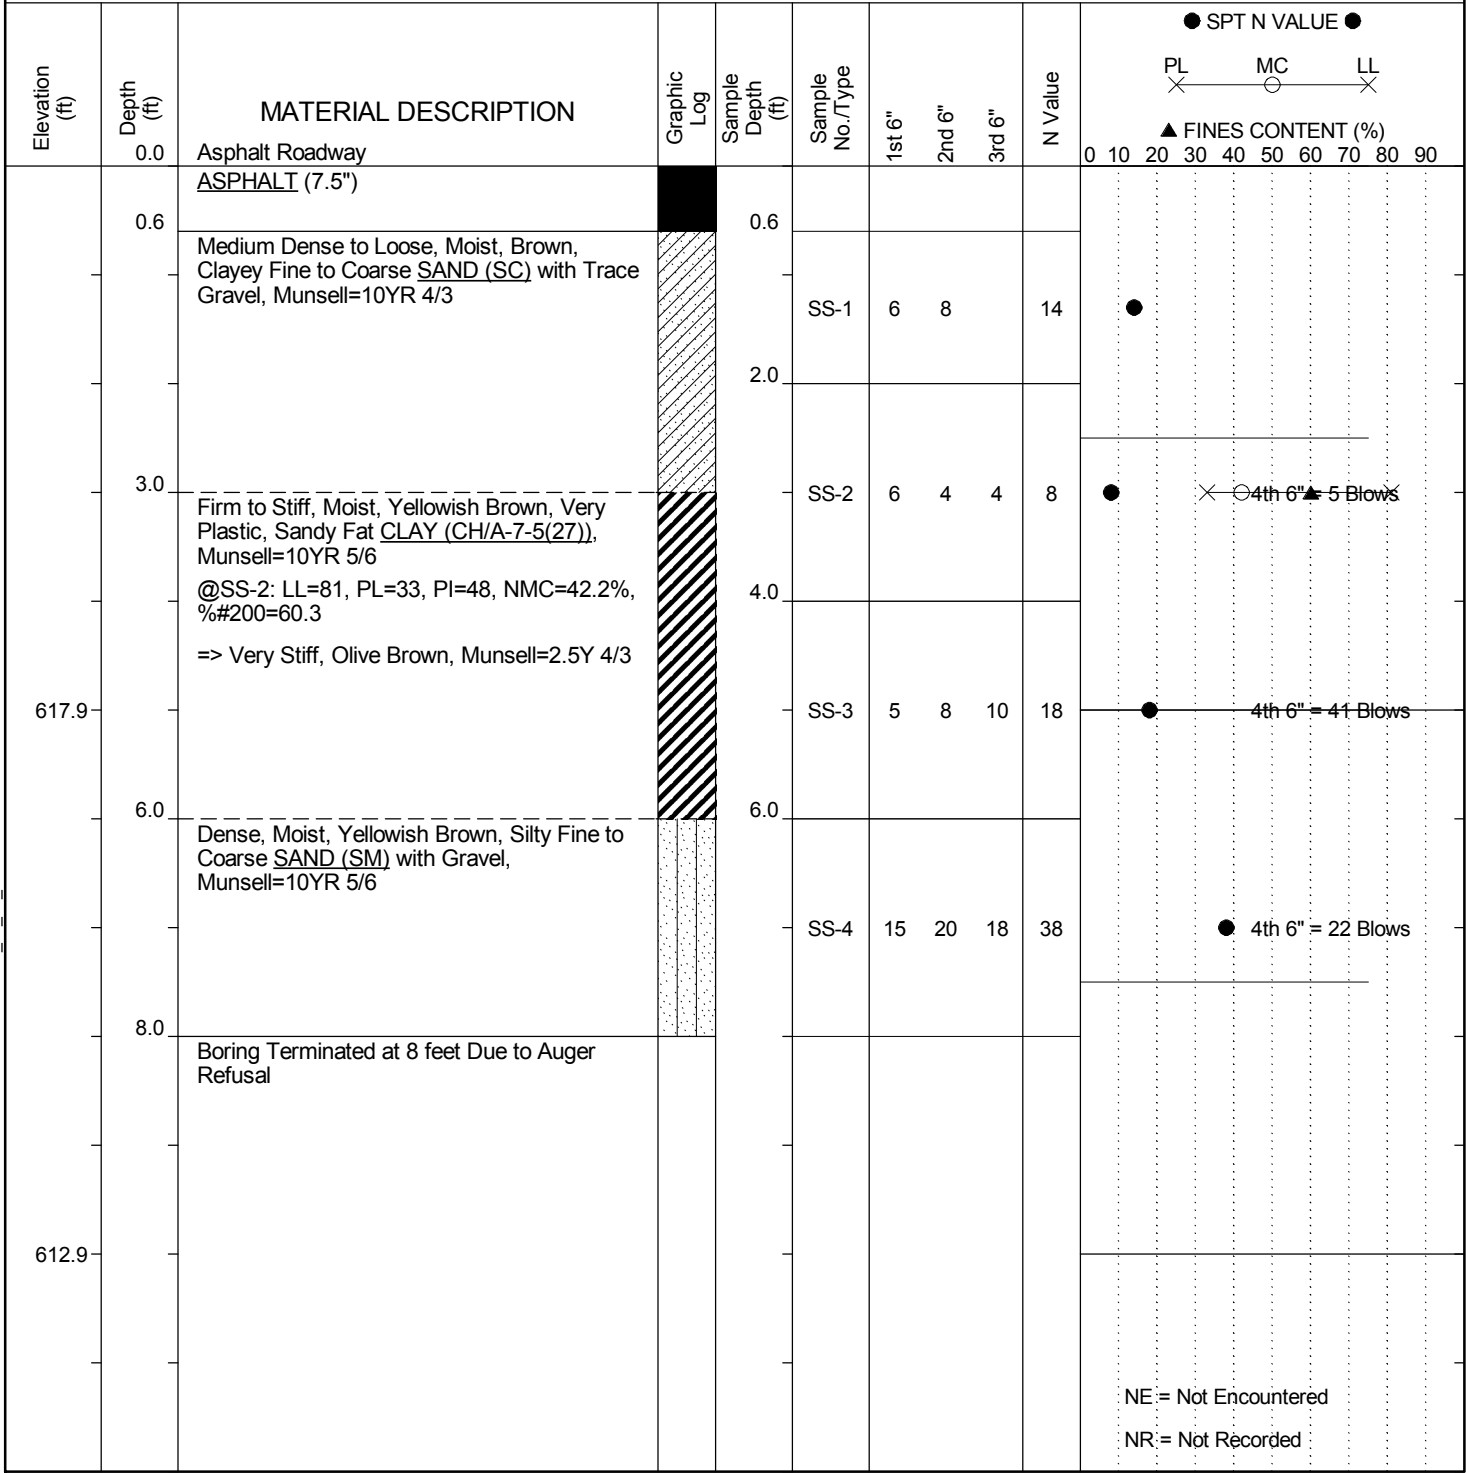 ● SPT N VALUE ●
PL MC LL
▲ FINES CONTENT (%)
0 10 20 30 40 50 60 70 80 90
Elevation
(ft)
Depth
(ft)
MATERIAL DESCRIPTION
Graphic
Log
Sample
Depth
(ft)
Sample
No./Type
1st 6"
2nd 6"
3rd 6"
N Value
0.0 Asphalt Roadway
ASPHALT (7.5")
0.6 0.6
Medium Dense to Loose, Moist, Brown,
Clayey Fine to Coarse SAND (SC) with Trace
Gravel, Munsell=10YR 4/3
SS-1 6 8 14
2.0
3.0
Firm to Stiff, Moist, Yellowish Brown, Very
Plastic, Sandy Fat CLAY (CH/A-7-5(27)),
Munsell=10YR 5/6
SS-2 6 4 4 8 4th 6" = 5 Blows
@SS-2: LL=81, PL=33, PI=48, NMC=42.2%,
%#200=60.3
4.0
=> Very Stiff, Olive Brown, Munsell=2.5Y 4/3
617.9 SS-3 5 8 10 18 4th 6" = 41 Blows
6.0 6.0
Dense, Moist, Yellowish Brown, Silty Fine to
Coarse SAND (SM) with Gravel,
Munsell=10YR 5/6
SS-4 15 20 18 38 4th 6" = 22 Blows
8.0
Boring Terminated at 8 feet Due to Auger
Refusal
612.9
NE = Not Encountered
NR = Not Recorded